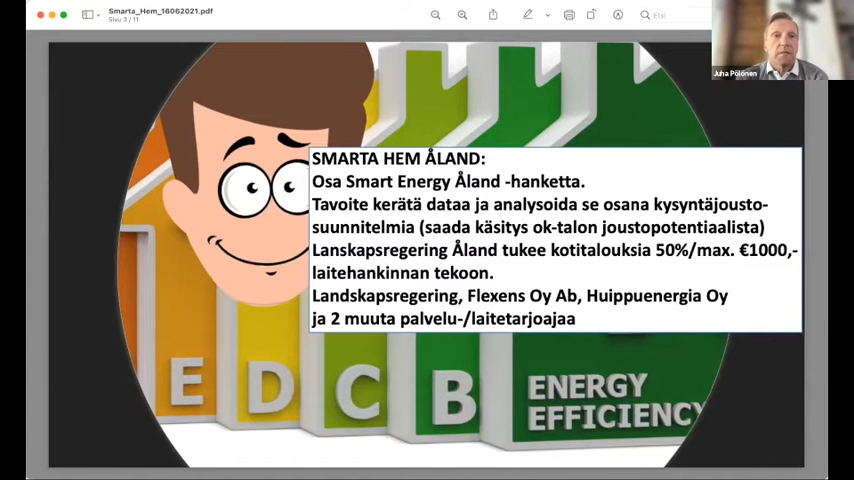 Smarta_Hem_16062021.pdf
Sivu 3 / 11
Etsi
Juha Pölönen
SMARTA HEM ÅLAND:
Osa Smart Energy Åland -hanketta.
Tavoite kerätä dataa ja analysoida se osana kysyntäjousto-
suunnitelmia (saada käsitys ok-talon joustopotentiaalista)
Lanskapsregering Åland tukee kotitalouksia 50%/max. €1000,-
laitehankinnan tekoon.
Landskapsregering, Flexens Oy Ab, Huippuenergia Oy
ja 2 muuta palvelu-/laitetarjoajaa
E D C B
ENERGY
EFFICIENCY